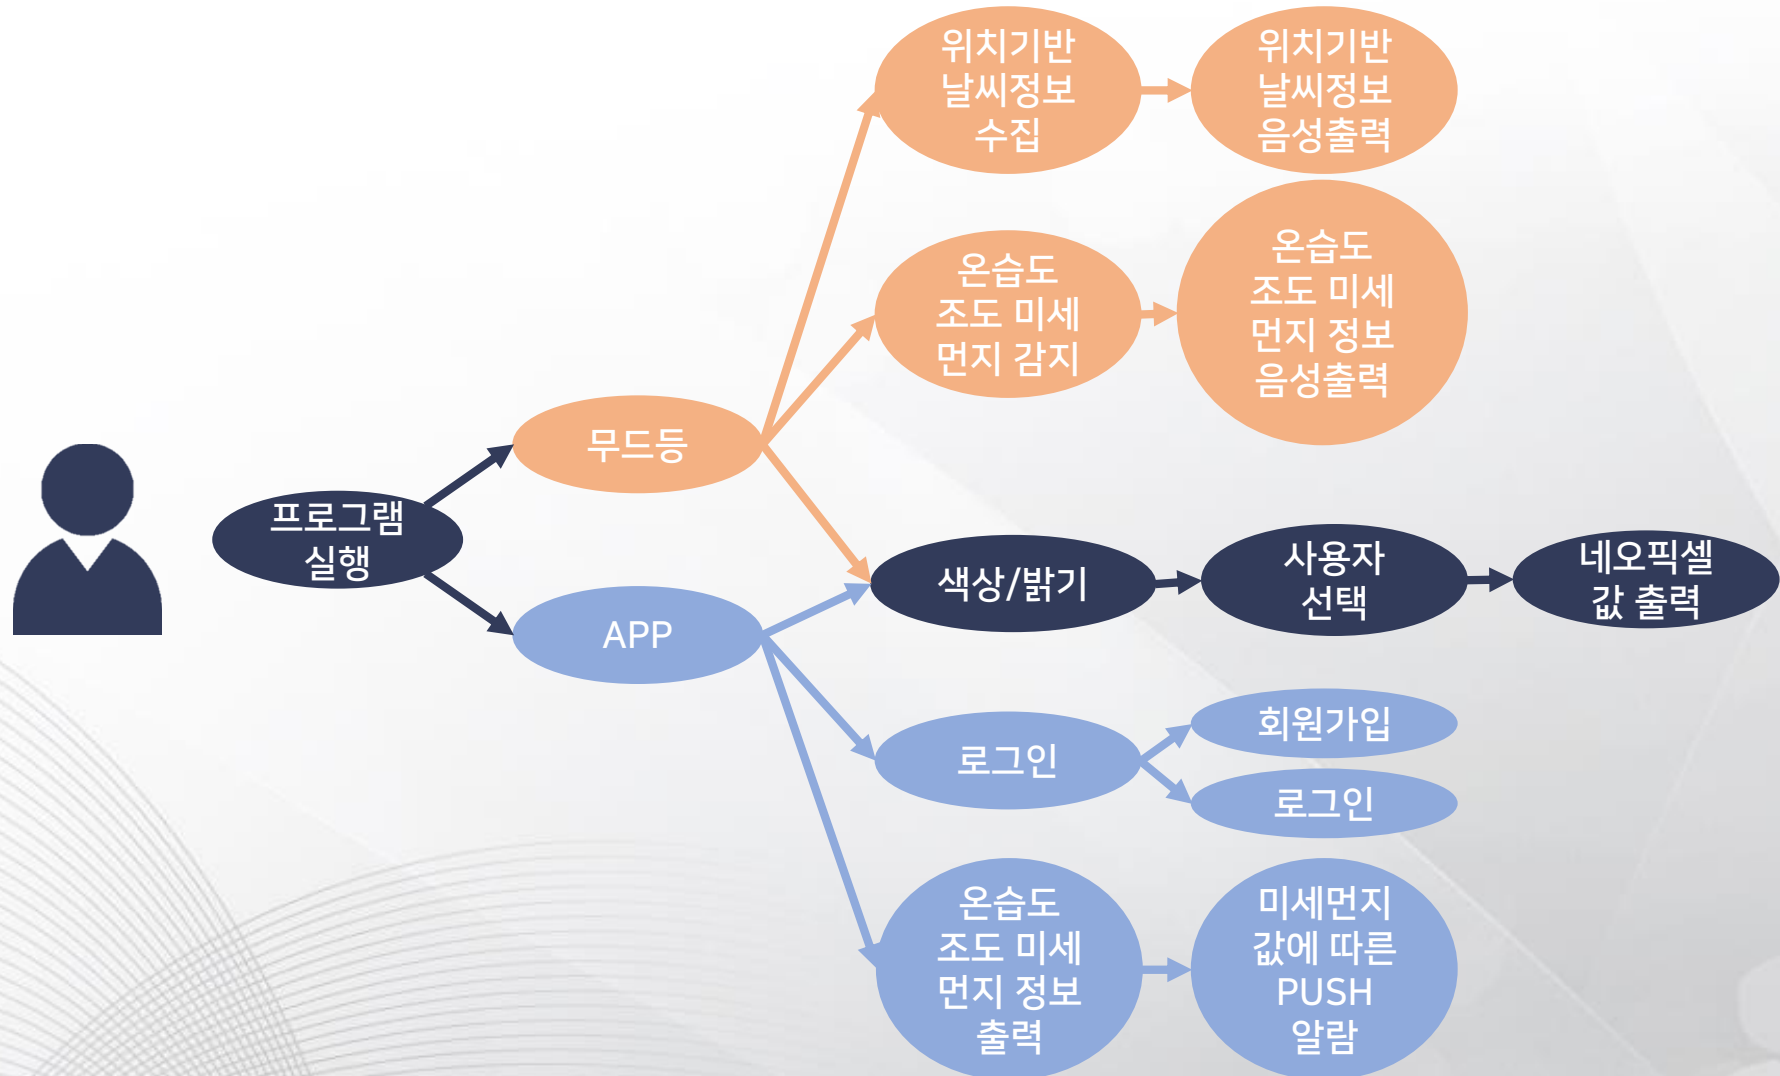 위치기반
날씨정보
수집
위치기반
날씨정보
음성출력
온습도
조도 미세
먼지 감지
온습도
조도 미세
먼지 정보
음성출력
무드등
프로그램
실행
APP
색상/밝기
사용자
선택
네오픽셀
값 출력
로그인
회원가입
로그인
온습도
조도 미세
먼지 정보
출력
미세먼지
값에 따른
PUSH
알람